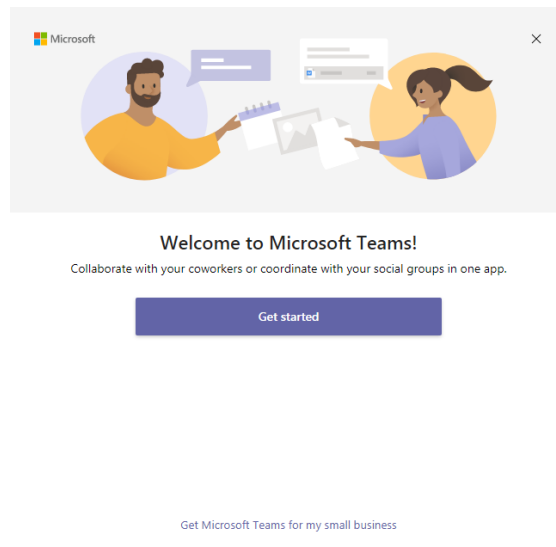 Microsoft
Welcome to Microsoft Teams!
Collaborate with your coworkers or coordinate with your social groups in one app.
Get started
Get Microsoft Teams for my small business